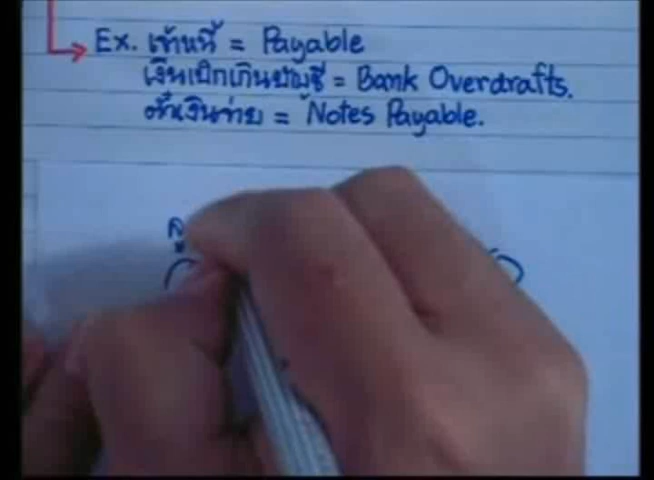 Ex. เจ้าหนี้ = Payable
เงินเบิกเกินบัญชี = Bank Overdrafts.
ตั๋วเงินจ่าย = Notes Payable.
ลู